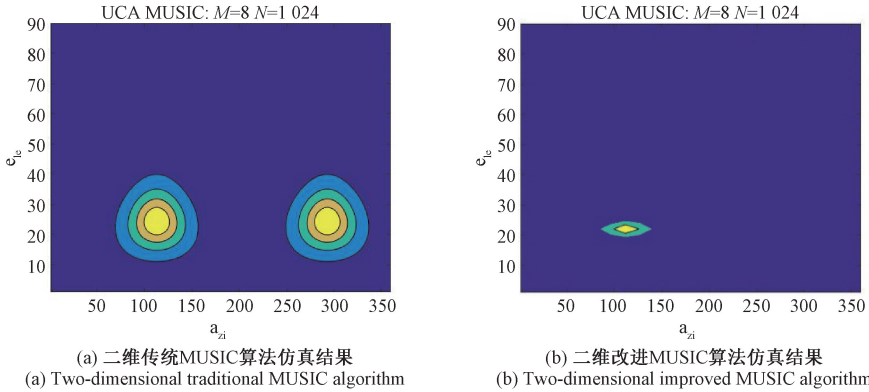 UCA MUSIC: M=8 N=1 024
90
80
70
60
50
40
30
20
10
e_le
50 100 150 200 250 300 350
a_zi
(a) 二维传统MUSIC算法仿真结果
(a) Two-dimensional traditional MUSIC algorithm
UCA MUSIC: M=8 N=1 024
90
80
70
60
50
40
30
20
10
e_le
50 100 150 200 250 300 350
a_zi
(b) 二维改进MUSIC算法仿真结果
(b) Two-dimensional improved MUSIC algorithm